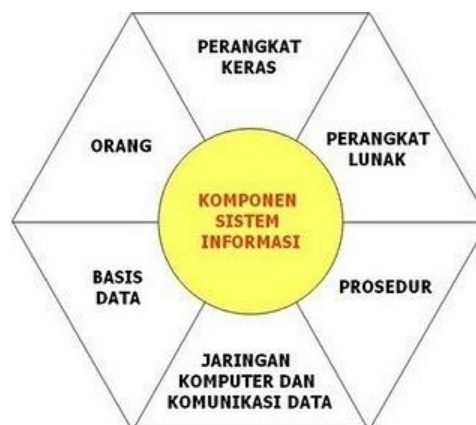 PERANGKAT
KERAS
ORANG
PERANGKAT
LUNAK
KOMPONEN
SISTEM
INFORMASI
BASIS
DATA
PROSEDUR
JARINGAN
KOMPUTER DAN
KOMUNIKASI DATA